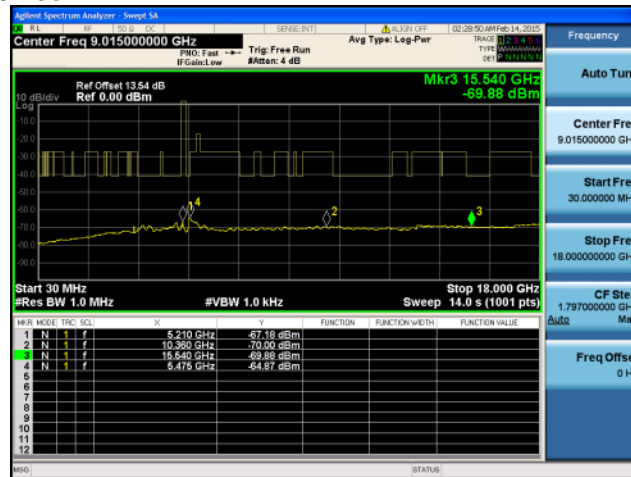 Agilent Spectrum Analyzer - Swept SA
RL RF 50 Ω DC SENSE:INT ALIGN OFF 02:28:50 AM Feb 14, 2015
Center Freq 9.015000000 GHz
PNO: Fast
IFGain:Low
Trig: Free Run
#Atten: 4 dB
Avg Type: Log-Pwr
TRACE 1 2 3 4 5 6
TYPE
DET P N N N N N
Frequency
Mkr3 15.540 GHz
-69.88 dBm
Ref Offset 13.54 dB
Ref 0.00 dBm
10 dB/div
Log
-10.0
-20.0
-30.0
-40.0
-50.0
-60.0
-70.0
-80.0
-90.0
4
2
3
Start 30 MHz
Stop 18.000 GHz
#Res BW 1.0 MHz
#VBW 1.0 kHz
Sweep 14.0 s (1001 pts)
MKR MODE TRC SCL X Y FUNCTION FUNCTION WIDTH FUNCTION VALUE
1 N 1 f 5.210 GHz -67.18 dBm
2 N 1 f 10.360 GHz -70.00 dBm
3 N 1 f 15.540 GHz -69.88 dBm
4 N 1 f 5.475 GHz -64.87 dBm
5
6
7
8
9
10
11
12
MSG
STATUS
Auto Tun
Center Fre
9.015000000 GH
Start Fre
30.000000 MH
Stop Fre
18.000000000 GH
CF Ste
1.797000000 GH
Auto Ma
Freq Offse
0 H